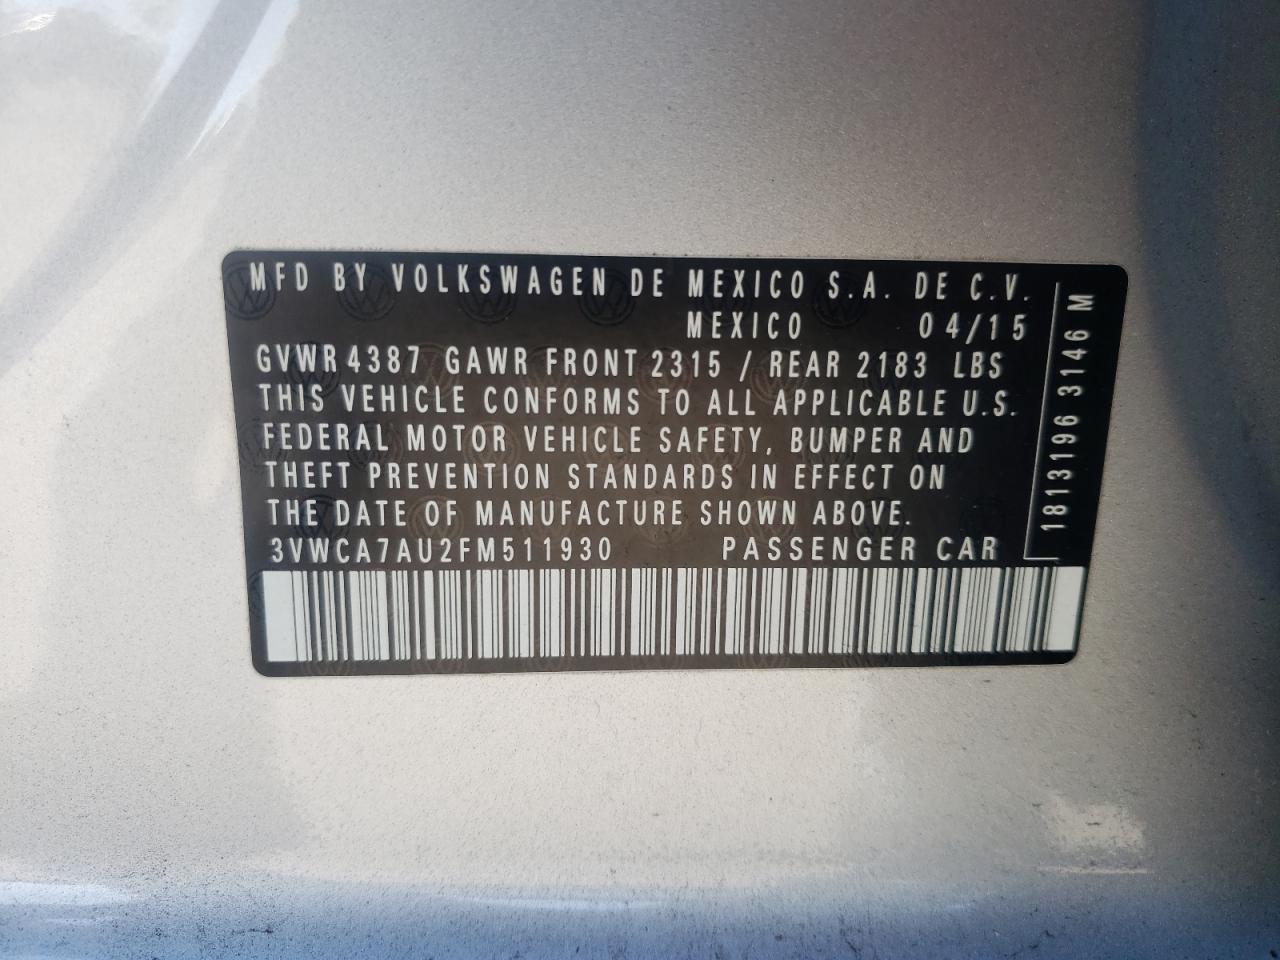 MFD BY VOLKSWAGEN DE MEXICO S.A. DE C.V.
MEXICO 04/15
GVWR 4387 GAWR FRONT 2315 / REAR 2183 LBS
THIS VEHICLE CONFORMS TO ALL APPLICABLE U.S.
FEDERAL MOTOR VEHICLE SAFETY, BUMPER AND
THEFT PREVENTION STANDARDS IN EFFECT ON
THE DATE OF MANUFACTURE SHOWN ABOVE.
3VWCA7AU2FM511930 PASSENGER CAR
1813196 3146 M